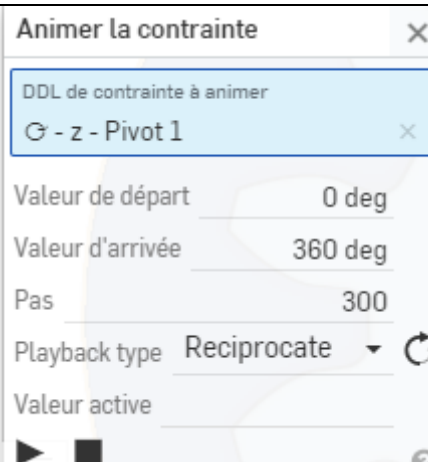 Animer la contrainte
DDL de contrainte à animer
- z - Pivot 1
Valeur de départ 0 deg
Valeur d'arrivée 360 deg
Pas 300
Playback type Reciprocate
Valeur active